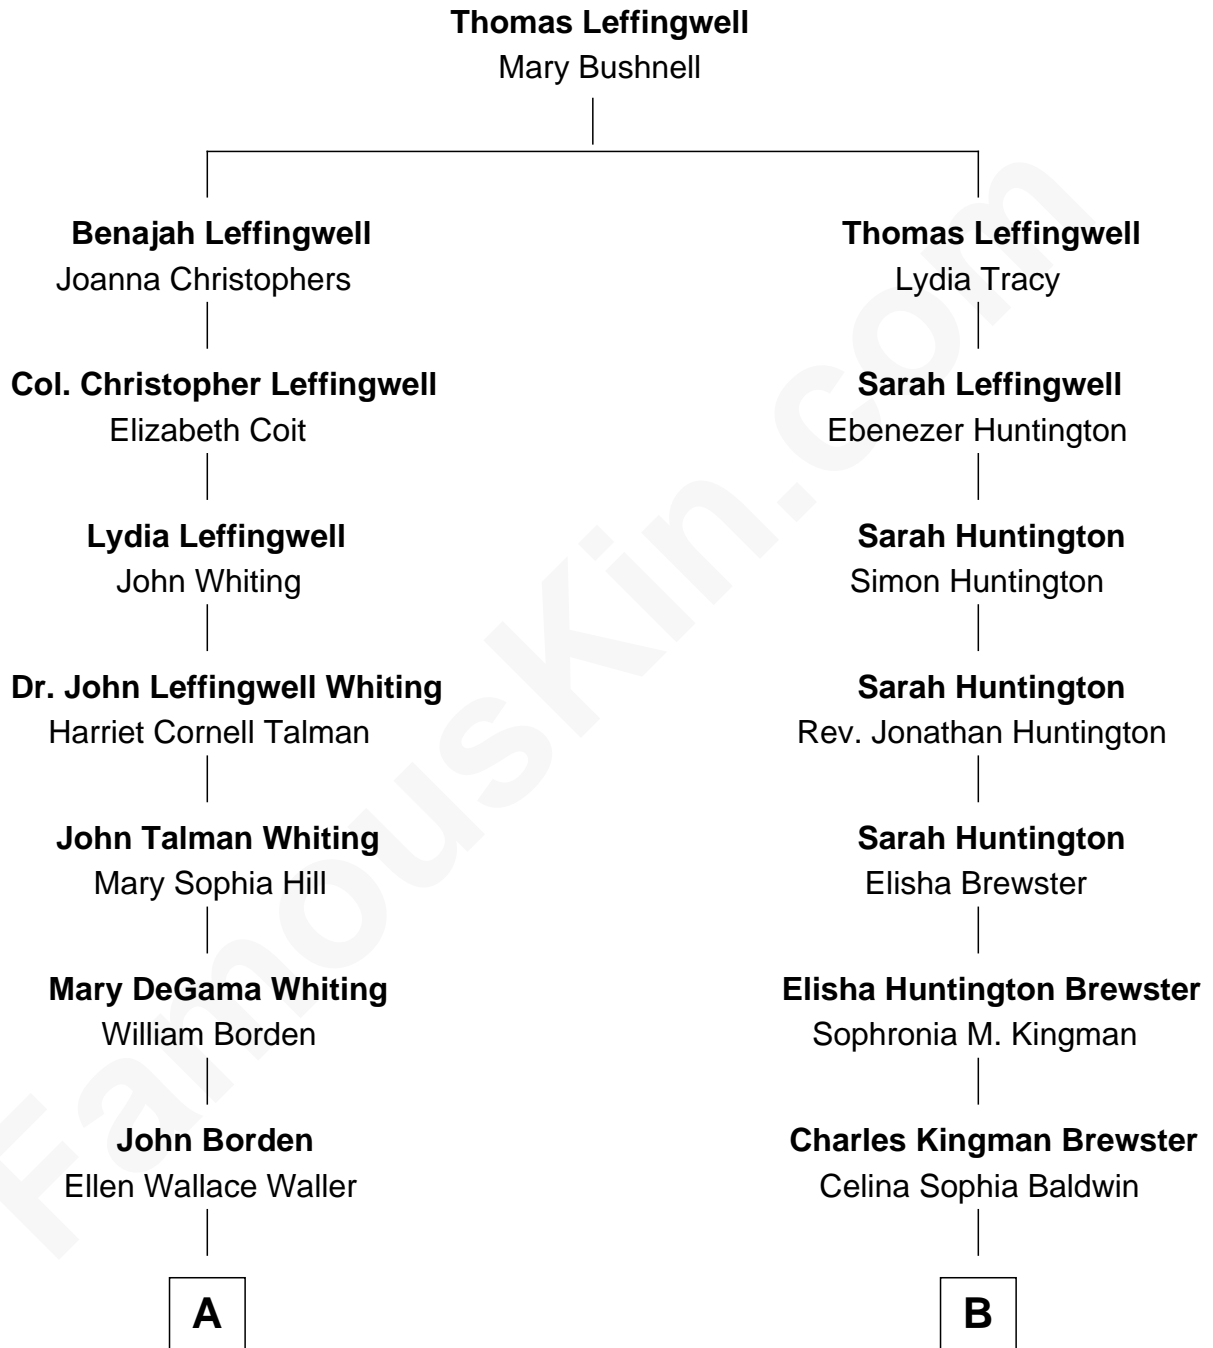 Thomas Leffingwell
Mary Bushnell
Benajah Leffingwell
Joanna Christophers
Col. Christopher Leffingwell
Elizabeth Coit
Lydia Leffingwell
John Whiting
Dr. John Leffingwell Whiting
Harriet Cornell Talman
John Talman Whiting
Mary Sophia Hill
Mary DeGama Whiting
William Borden
John Borden
Ellen Wallace Waller
A
Thomas Leffingwell
Lydia Tracy
Sarah Leffingwell
Ebenezer Huntington
Sarah Huntington
Simon Huntington
Sarah Huntington
Rev. Jonathan Huntington
Sarah Huntington
Elisha Brewster
Elisha Huntington Brewster
Sophronia M. Kingman
Charles Kingman Brewster
Celina Sophia Baldwin
B
FamousKin.com